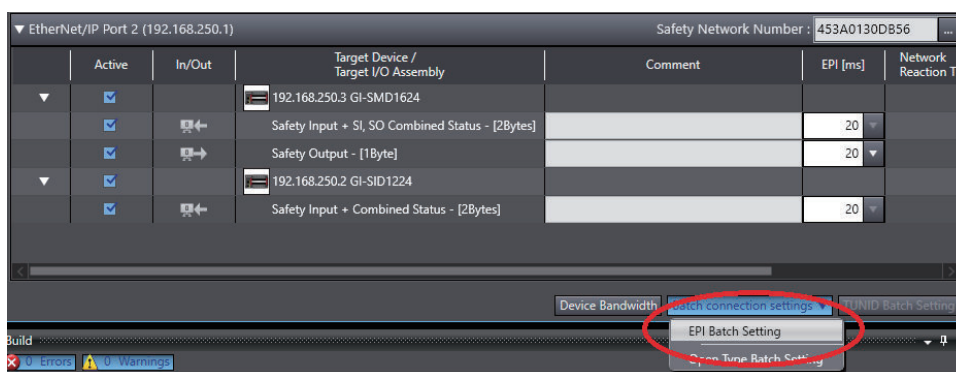 ▼ EtherNet/IP Port 2 (192.168.250.1) Safety Network Number : 453A0130DB56 ...
Active In/Out Target Device / Target I/O Assembly Comment EPI [ms] Network Reaction T
192.168.250.3 GI-SMD1624
Safety Input + SI, SO Combined Status - [2Bytes] 20
Safety Output - [1Byte] 20
192.168.250.2 GI-SID1224
Safety Input + Combined Status - [2Bytes] 20
Device Bandwidth Batch connection settings ▼ TUNID Batch Setting
EPI Batch Setting
Build
0 Errors 0 Warnings
Open Type Batch Setting